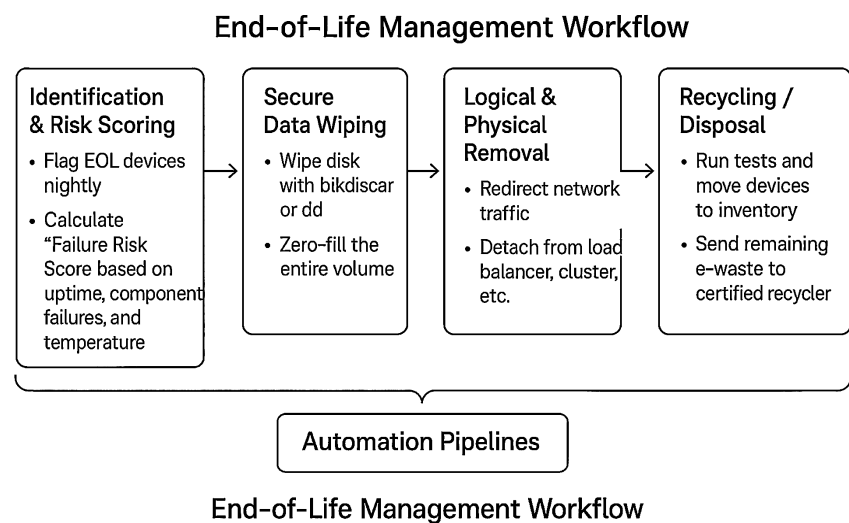 End-of-Life Management Workflow
Identification
& Risk Scoring
• Flag EOL devices
nightly
• Calculate
“Failure Risk
Score based on
uptime, component
failures, and
temperature
Secure
Data Wiping
• Wipe disk
with bikdiscar
or dd
• Zero-fill the
entire volume
Logical &
Physical
Removal
• Redirect network
traffic
• Detach from load
balancer, cluster,
etc.
Recycling /
Disposal
• Run tests and
move devices
to inventory
• Send remaining
e-waste to
certified recycler
Automation Pipelines
End-of-Life Management Workflow